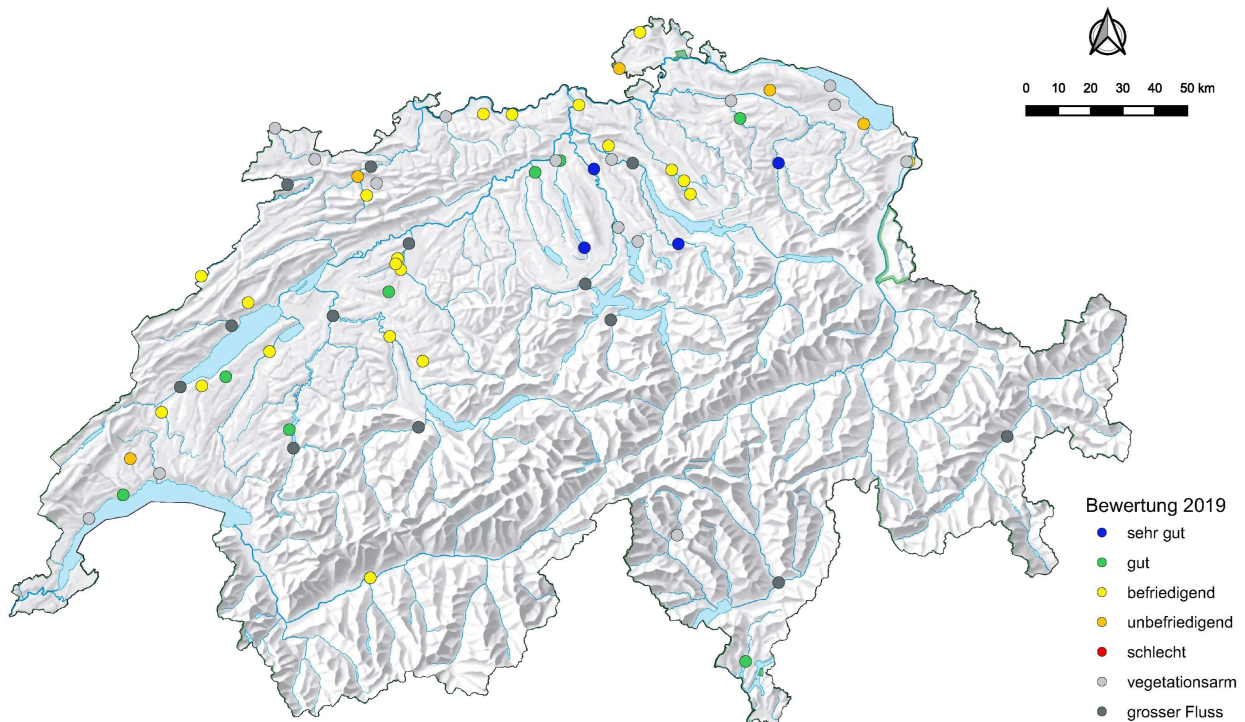 0 10 20 30 40 50 km
Bewertung 2019
sehr gut
gut
befriedigend
unbefriedigend
schlecht
vegetationsarm
grosser Fluss